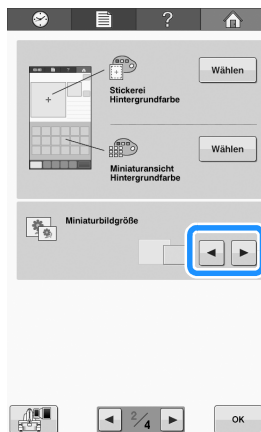 ?
Stickerei
Hintergrundfarbe
Wählen
Miniaturansicht
Hintergrundfarbe
Wählen
Miniaturbildgröße
2/4
OK